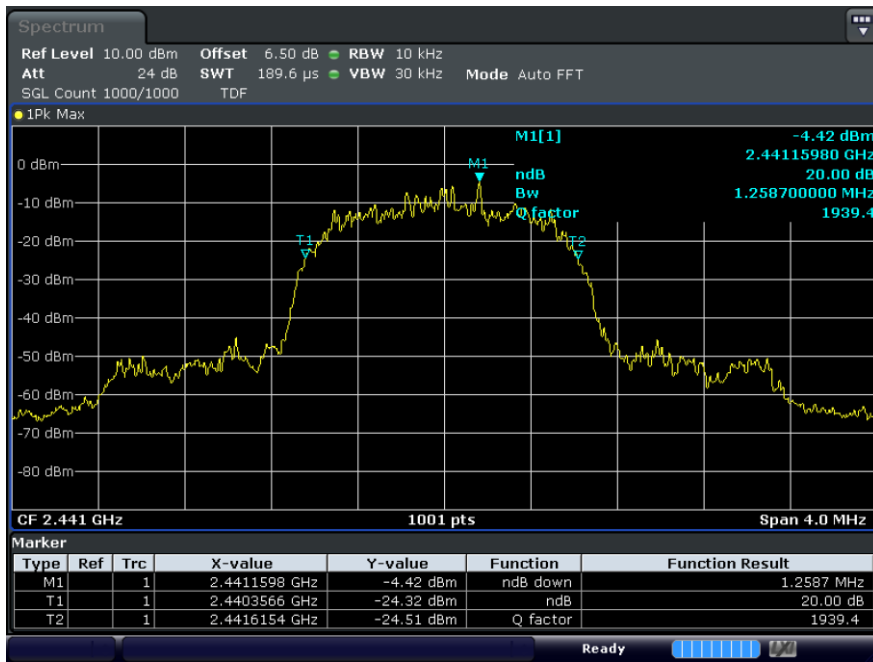 Spectrum
Ref Level 10.00 dBm Offset 6.50 dB RBW 10 kHz
Att 24 dB SWT 189.6 µs VBW 30 kHz Mode Auto FFT
SGL Count 1000/1000 TDF
1Pk Max
M1[1] -4.42 dBm
2.44115980 GHz
ndB 20.00 dB
Bw 1.258700000 MHz
Q factor 1939.4
M1
T1
T2
0 dBm
-10 dBm
-20 dBm
-30 dBm
-40 dBm
-50 dBm
-60 dBm
-70 dBm
-80 dBm
CF 2.441 GHz 1001 pts Span 4.0 MHz
Marker
Type Ref Trc X-value Y-value Function Function Result
M1 1 2.4411598 GHz -4.42 dBm ndB down 1.2587 MHz
T1 1 2.4403566 GHz -24.32 dBm ndB 20.00 dB
T2 1 2.4416154 GHz -24.51 dBm Q factor 1939.4
Ready